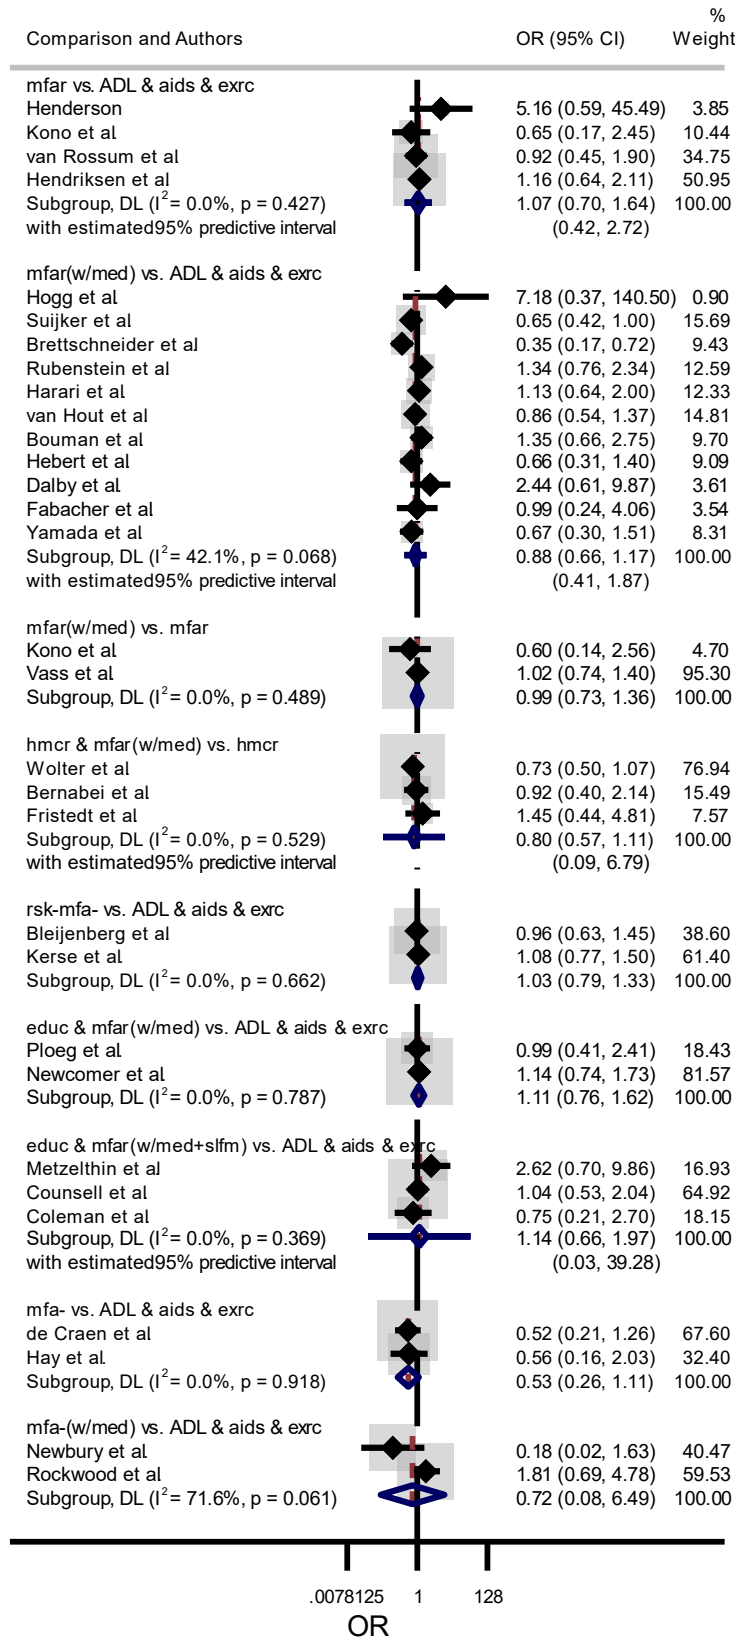 %
Comparison and Authors OR (95% CI) Weight
mfar vs. ADL & aids & exrc
Henderson 5.16 (0.59, 45.49) 3.85
Kono et al. 0.65 (0.17, 2.45) 10.44
van Rossum et al. 0.92 (0.45, 1.90) 34.75
Hendriksen et al. 1.16 (0.64, 2.11) 50.95
Subgroup, DL (I² = 0.0%, p = 0.427) 1.07 (0.70, 1.64) 100.00
with estimated 95% predictive interval (0.42, 2.72)
mfar(w/med) vs. ADL & aids & exrc
Hogg et al. 7.18 (0.37, 140.50) 0.90
Suijker et al. 0.65 (0.42, 1.00) 15.69
Brettschneider et al. 0.35 (0.17, 0.72) 9.43
Rubenstein et al. 1.34 (0.76, 2.34) 12.59
Harari et al. 1.13 (0.64, 2.00) 12.33
van Hout et al. 0.86 (0.54, 1.37) 14.81
Bouman et al. 1.35 (0.66, 2.75) 9.70
Hebert et al. 0.66 (0.31, 1.40) 9.09
Dalby et al. 2.44 (0.61, 9.87) 3.61
Fabacher et al. 0.99 (0.24, 4.06) 3.54
Yamada et al. 0.67 (0.30, 1.51) 8.31
Subgroup, DL (I² = 42.1%, p = 0.068) 0.88 (0.66, 1.17) 100.00
with estimated 95% predictive interval (0.41, 1.87)
mfar(w/med) vs. mfar
Kono et al. 0.60 (0.14, 2.56) 4.70
Vass et al. 1.02 (0.74, 1.40) 95.30
Subgroup, DL (I² = 0.0%, p = 0.489) 0.99 (0.73, 1.36) 100.00
hmcr & mfar(w/med) vs. hmcr
Wolter et al. 0.73 (0.50, 1.07) 76.94
Bernabei et al. 0.92 (0.40, 2.14) 15.49
Fristedt et al. 1.45 (0.44, 4.81) 7.57
Subgroup, DL (I² = 0.0%, p = 0.529) 0.80 (0.57, 1.11) 100.00
with estimated 95% predictive interval (0.09, 6.79)
rsk-mfa- vs. ADL & aids & exrc
Bleijenberg et al. 0.96 (0.63, 1.45) 38.60
Kerse et al. 1.08 (0.77, 1.50) 61.40
Subgroup, DL (I² = 0.0%, p = 0.662) 1.03 (0.79, 1.33) 100.00
educ & mfar(w/med) vs. ADL & aids & exrc
Ploeg et al. 0.99 (0.41, 2.41) 18.43
Newcomer et al. 1.14 (0.74, 1.73) 81.57
Subgroup, DL (I² = 0.0%, p = 0.787) 1.11 (0.76, 1.62) 100.00
educ & mfar(w/med+slfm) vs. ADL & aids & exrc
Metzelthin et al. 2.62 (0.70, 9.86) 16.93
Counsell et al. 1.04 (0.53, 2.04) 64.92
Coleman et al. 0.75 (0.21, 2.70) 18.15
Subgroup, DL (I² = 0.0%, p = 0.369) 1.14 (0.66, 1.97) 100.00
with estimated 95% predictive interval (0.03, 39.28)
mfa- vs. ADL & aids & exrc
de Craen et al. 0.52 (0.21, 1.26) 67.60
Hay et al. 0.56 (0.16, 2.03) 32.40
Subgroup, DL (I² = 0.0%, p = 0.918) 0.53 (0.26, 1.11) 100.00
mfa-(w/med) vs. ADL & aids & exrc
Newbury et al. 0.18 (0.02, 1.63) 40.47
Rockwood et al. 1.81 (0.69, 4.78) 59.53
Subgroup, DL (I² = 71.6%, p = 0.061) 0.72 (0.08, 6.49) 100.00
.0078125 1 128
OR